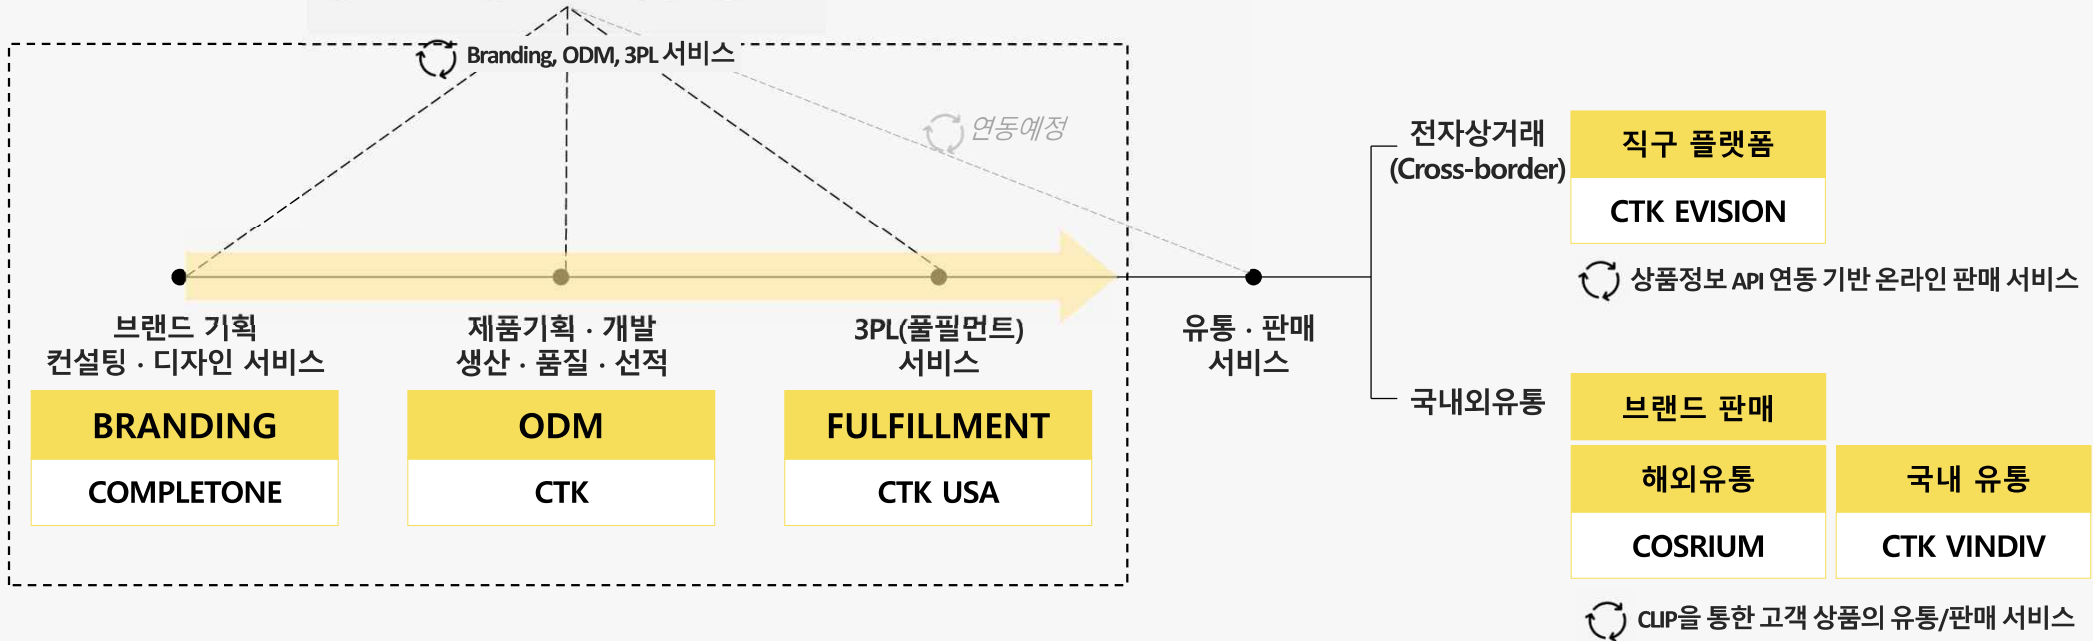 Branding, ODM, 3PL 서비스
연동예정
브랜드 기획
컨설팅 · 디자인 서비스
BRANDING
COMPLETONE
제품기획 · 개발
생산 · 품질 · 선적
ODM
CTK
3PL(풀필먼트)
서비스
FULFILLMENT
CTK USA
유통 · 판매
서비스
전자상거래
(Cross-border)
직구 플랫폼
CTK EVISION
상품정보 API 연동 기반 온라인 판매 서비스
국내외유통
브랜드 판매
해외유통
COSRIUM
국내 유통
CTK VINDIV
CLIP을 통한 고객 상품의 유통/판매 서비스